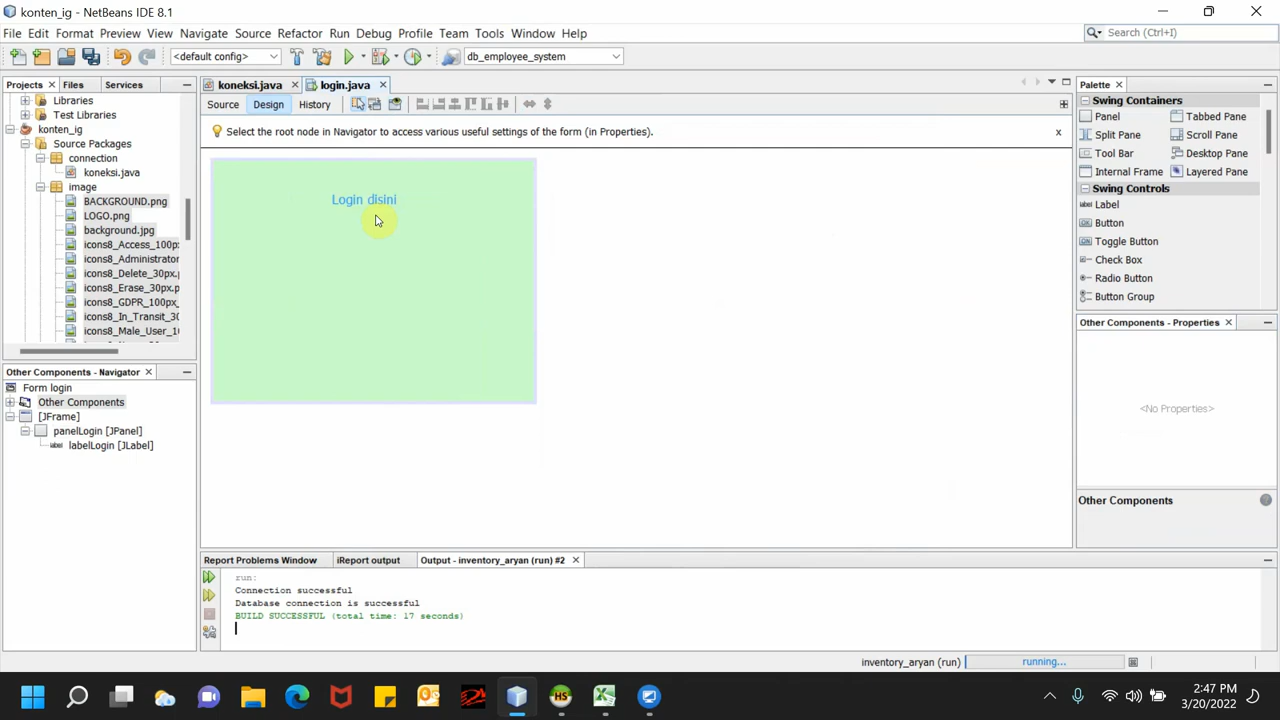 konten_ig - NetBeans IDE 8.1
File Edit Format Preview View Navigate Source Refactor Run Debug Profile Team Tools Window Help
Search (Ctrl+I)
<default config> db_employee_system
Projects Files Services
Libraries
Test Libraries
konten_ig
Source Packages
connection
koneksi.java
image
BACKGROUND.png
LOGO.png
background.jpg
icons8_Access_100p
icons8_Administrator
icons8_Delete_30px.p
icons8_Erase_30px.p
icons8_GDPR_100px_
icons8_In_Transit_30
icons8_Male_User_1
Other Components - Navigator
Form login
Other Components
[JFrame]
panelLogin [JPanel]
labelLogin [JLabel]
koneksi.java login.java
Source Design History
Select the root node in Navigator to access various useful settings of the form (in Properties). x
Login disini
Report Problems Window iReport output Output - inventory_aryan (run) #2
run:
Connection successful
Database connection is successful
BUILD SUCCESSFUL (total time: 17 seconds)
Palette
Swing Containers
Panel Tabbed Pane
Split Pane Scroll Pane
Tool Bar Desktop Pane
Internal Frame Layered Pane
Swing Controls
Label
Button
Toggle Button
Check Box
Radio Button
Button Group
Other Components - Properties
<No Properties>
Other Components
inventory_aryan (run) running...
2:47 PM
3/20/2022